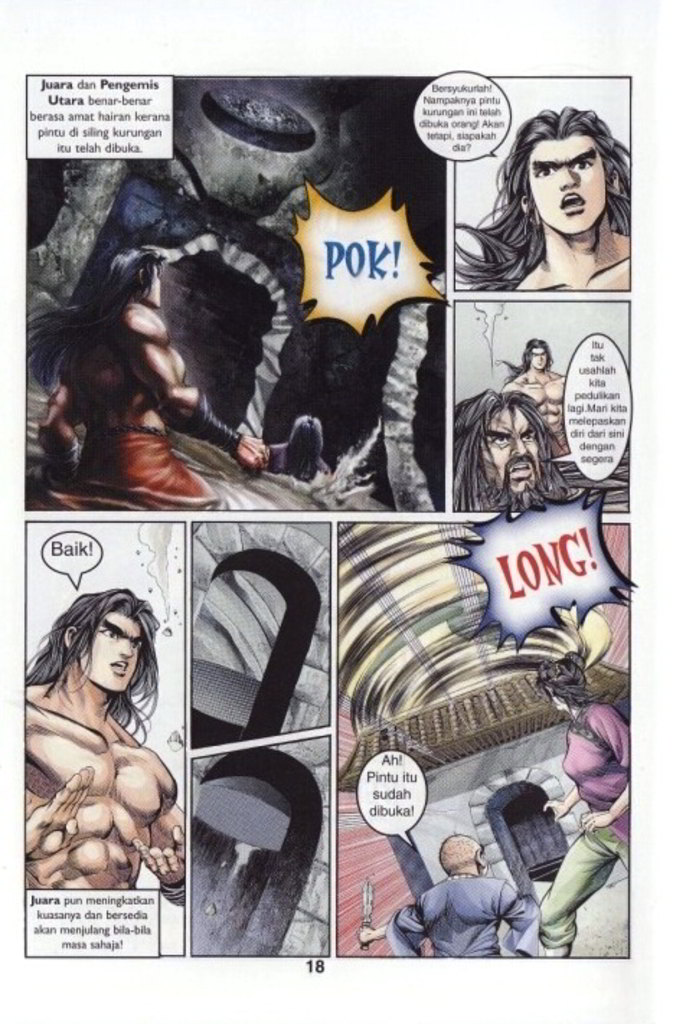 Juara dan Pengemis
Utara benar-benar
berasa amat hairan kerana
pintu di siling kurungan
itu telah dibuka.
POK!
Bersyukurlah!
Nampaknya pintu
kurungan ini telah
dibuka orang! Akan
tetapi, siapakah
dia?
Itu
tak
usahlah
kita
pedulikan
lagi.Mari kita
melepaskan
diri dari sini
dengan
segera
Baik!
Juara pun meningkatkan
kuasanya dan bersedia
akan menjulang bila-bila
masa sahaja!
LONG!
Ah!
Pintu itu
sudah
dibuka!
18